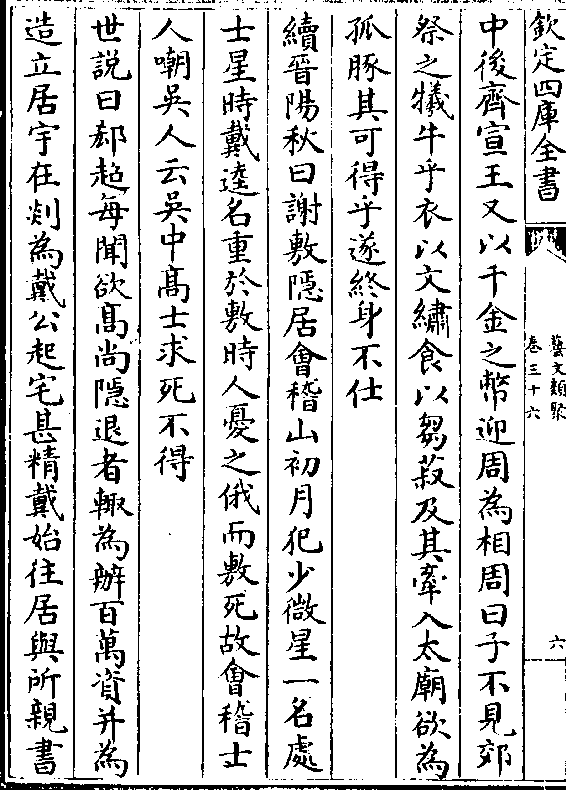 欽定四庫全書
藝文類聚
卷三十六
六
中後齊宣王又以千金之幣迎周為相周曰子不見郊
祭之犧牛乎衣以文繡食以芻菽及其牽入太廟欲為
孤豚其可得乎遂終身不仕
續晉陽秋曰謝敷隱居會稽山初月犯少微星一名處
士星時戴逵名重於敷時人憂之俄而敷死故會稽士
人嘲吳人云吳中髙士求死不得
世說曰郄超每聞欲髙尚隱退者輙為辦百萬資并為
造立居宇在剡為戴公起宅甚精戴始往居與所親書